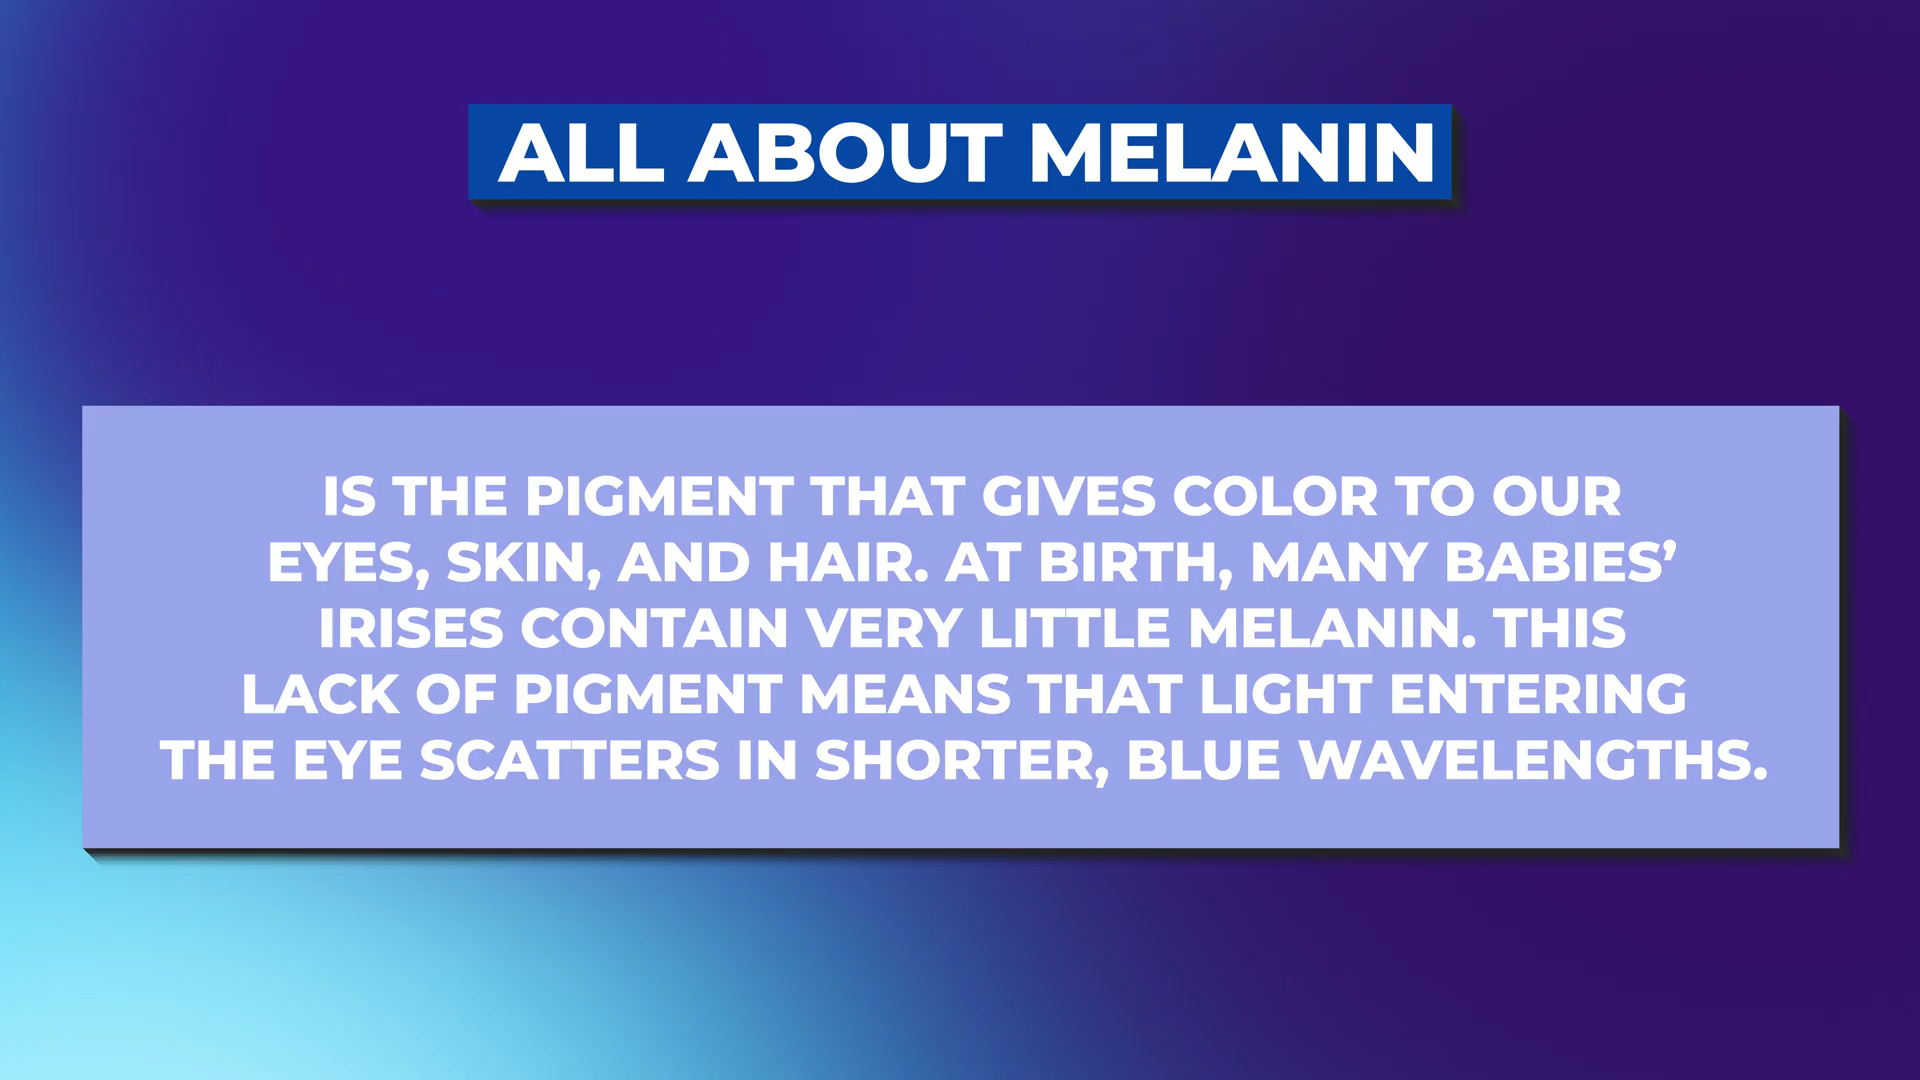 ALL ABOUT MELANIN
IS THE PIGMENT THAT GIVES COLOR TO OUR
EYES, SKIN, AND HAIR. AT BIRTH, MANY BABIES’
IRISES CONTAIN VERY LITTLE MELANIN. THIS
LACK OF PIGMENT MEANS THAT LIGHT ENTERING
THE EYE SCATTERS IN SHORTER, BLUE WAVELENGTHS.